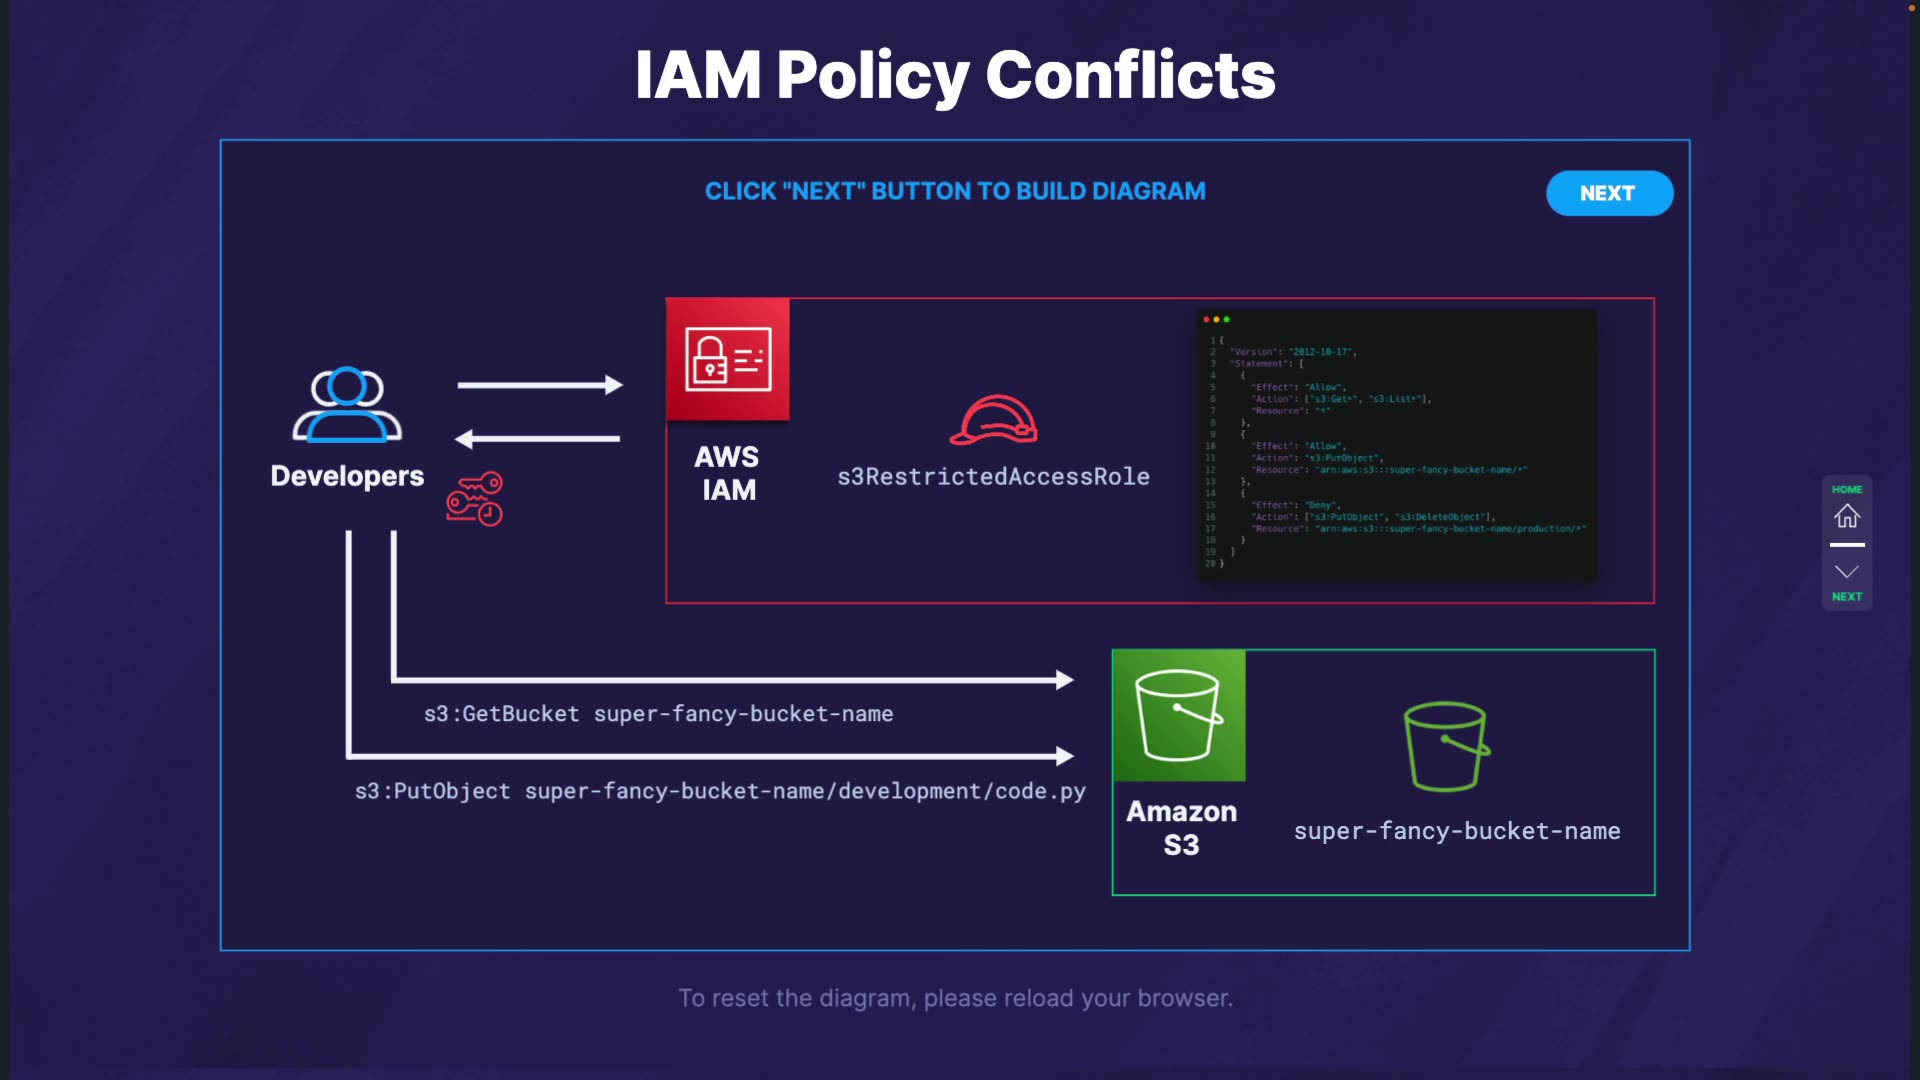 IAM Policy Conflicts
CLICK "NEXT" BUTTON TO BUILD DIAGRAM
NEXT
Developers
AWS
IAM
s3RestrictedAccessRole
1 {
2 "Version": "2012-10-17",
3 "Statement": [
4 {
5 "Effect": "Allow",
6 "Action": ["s3:Get*", "s3:List*"],
7 "Resource": "*"
8 },
9 {
10 "Effect": "Allow",
11 "Action": "s3:PutObject",
12 "Resource": "arn:aws:s3:::super-fancy-bucket-name/*"
13 },
14 {
15 "Effect": "Deny",
16 "Action": ["s3:PutObject", "s3:DeleteObject"],
17 "Resource": "arn:aws:s3:::super-fancy-bucket-name/production/*"
18 }
19 ]
20 }
HOME
NEXT
s3:GetBucket super-fancy-bucket-name
s3:PutObject super-fancy-bucket-name/development/code.py
Amazon
S3
super-fancy-bucket-name
To reset the diagram, please reload your browser.